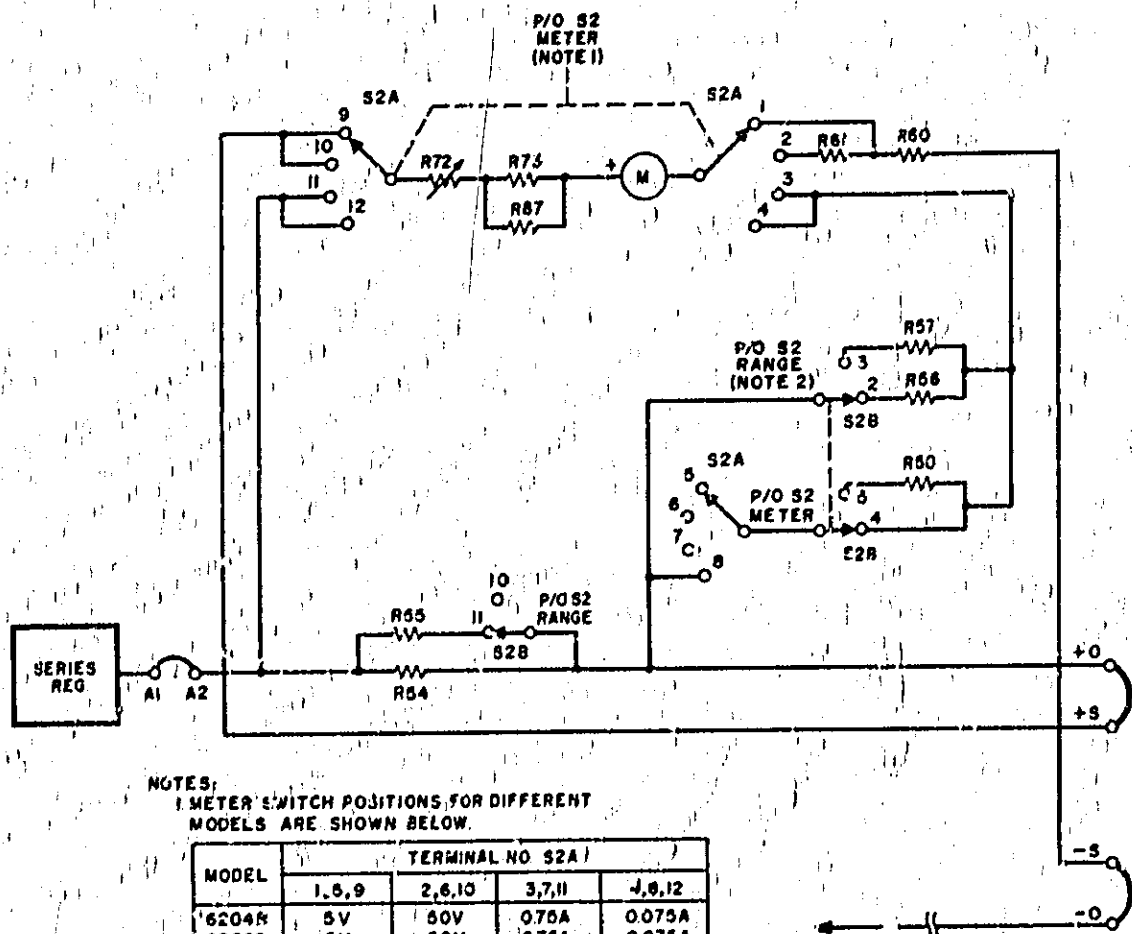 P/O S2
METER
(NOTE 1)
S2A
S2A
9
10
11
12
R72
R73
R87
+
M
1
2
3
4
R61
R60
P/O S2
RANGE
(NOTE 2)
3
2
S2B
R57
R56
S2A
5
6
7
8
P/O S2
METER
4
R50
10
11
P/O S2
RANGE
S2B
R55
R54
SERIES
REG
A1 A2
+O
+S
-S
-O
NOTES:
1 METER SWITCH POSITIONS FOR DIFFERENT
MODELS ARE SHOWN BELOW.
MODEL TERMINAL NO S2A
1,5,9 2,6,10 3,7,11 4,8,12
6204B 5V 50V 0.75A 0.075A